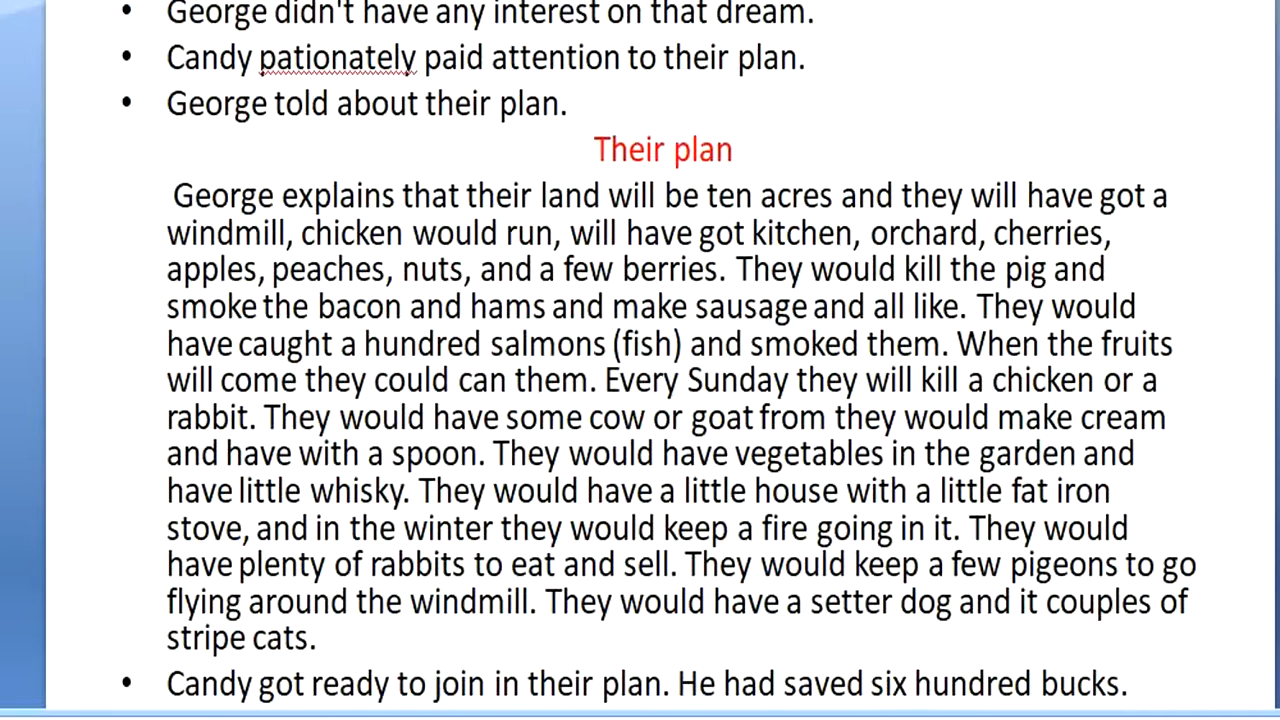 • George didn't have any interest on that dream.
• Candy pationately paid attention to their plan.
• George told about their plan.
Their plan
George explains that their land will be ten acres and they will have got a
windmill, chicken would run, will have got kitchen, orchard, cherries,
apples, peaches, nuts, and a few berries. They would kill the pig and
smoke the bacon and hams and make sausage and all like. They would
have caught a hundred salmons (fish) and smoked them. When the fruits
will come they could can them. Every Sunday they will kill a chicken or a
rabbit. They would have some cow or goat from they would make cream
and have with a spoon. They would have vegetables in the garden and
have little whisky. They would have a little house with a little fat iron
stove, and in the winter they would keep a fire going in it. They would
have plenty of rabbits to eat and sell. They would keep a few pigeons to go
flying around the windmill. They would have a setter dog and it couples of
stripe cats.
• Candy got ready to join in their plan. He had saved six hundred bucks.